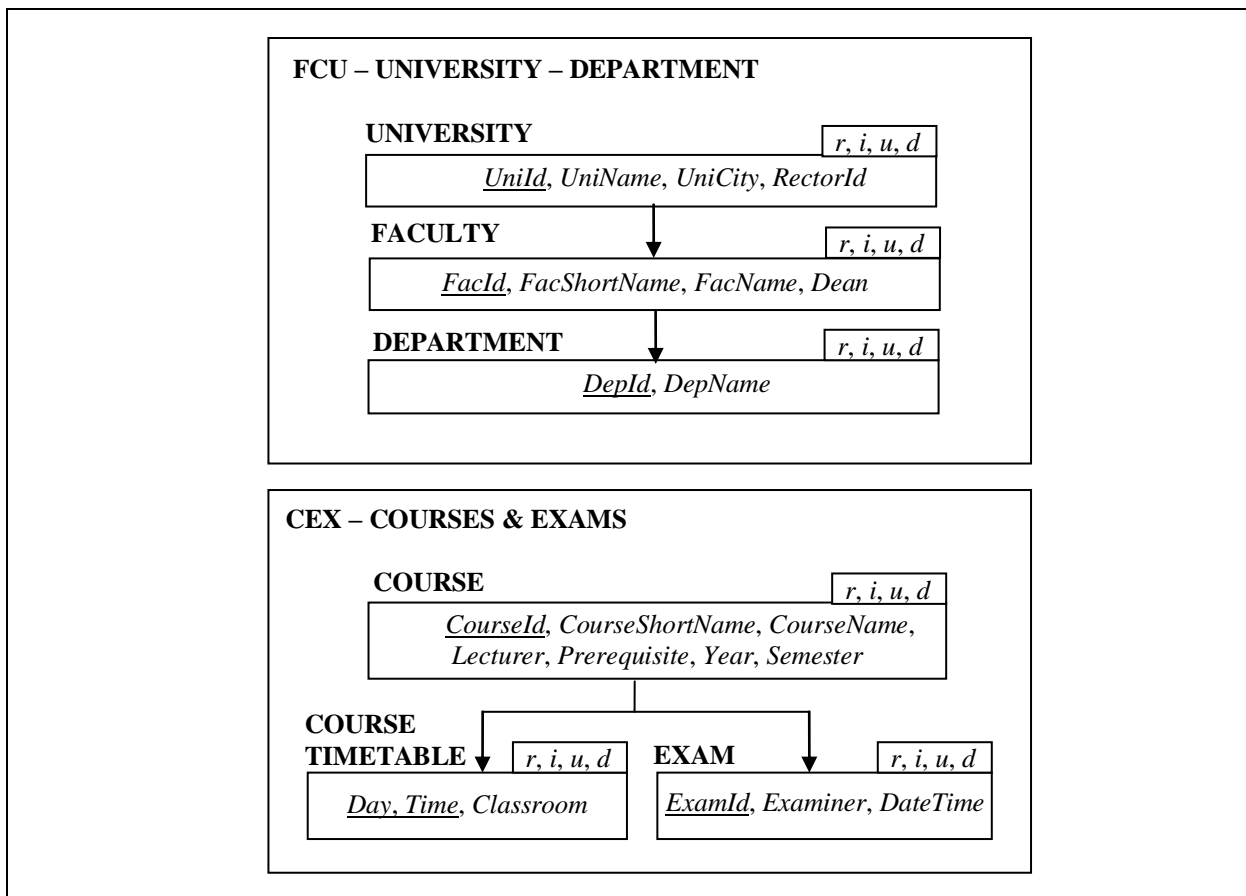 FCU – UNIVERSITY – DEPARTMENT
UNIVERSITY
r, i, u, d
UniId, UniName, UniCity, RectorId
FACULTY
r, i, u, d
FacId, FacShortName, FacName, Dean
DEPARTMENT
r, i, u, d
DepId, DepName
CEX – COURSES & EXAMS
COURSE
r, i, u, d
CourseId, CourseShortName, CourseName,
Lecturer, Prerequisite, Year, Semester
COURSE
TIMETABLE
r, i, u, d
Day, Time, Classroom
EXAM
r, i, u, d
ExamId, Examiner, DateTime